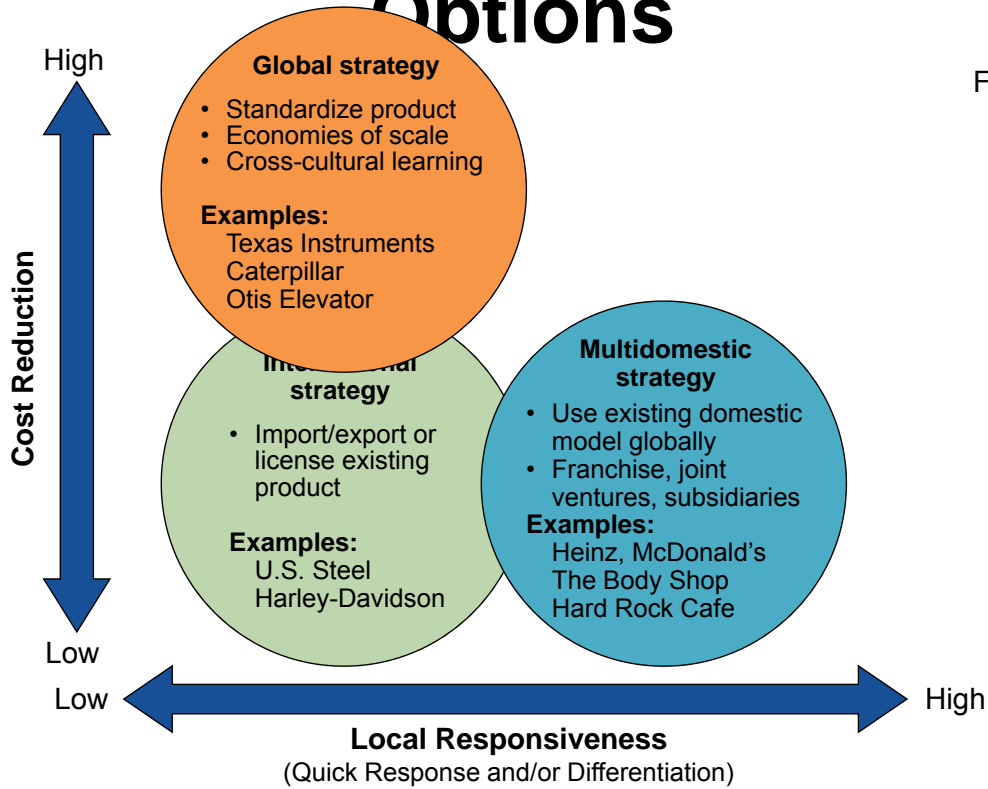 Options
High
F
Global strategy
• Standardize product
• Economies of scale
• Cross-cultural learning
Examples:
Texas Instruments
Caterpillar
Otis Elevator
Cost Reduction
strategy
• Import/export or
license existing
product
Examples:
U.S. Steel
Harley-Davidson
Multidomestic
strategy
• Use existing domestic
model globally
• Franchise, joint
ventures, subsidiaries
Examples:
Heinz, McDonald’s
The Body Shop
Hard Rock Cafe
Low
Low
High
Local Responsiveness
(Quick Response and/or Differentiation)